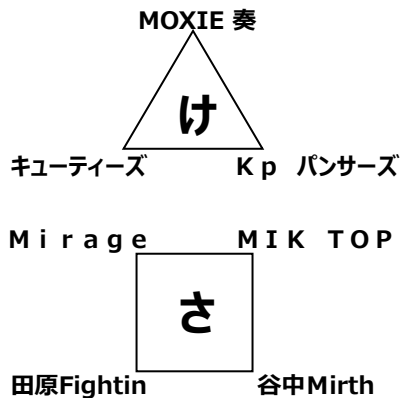 MOXIE 奏
け
キューティーズ Kp パンサーズ
Mirage MIK TOP
さ
田原Fightin 谷中Mirth